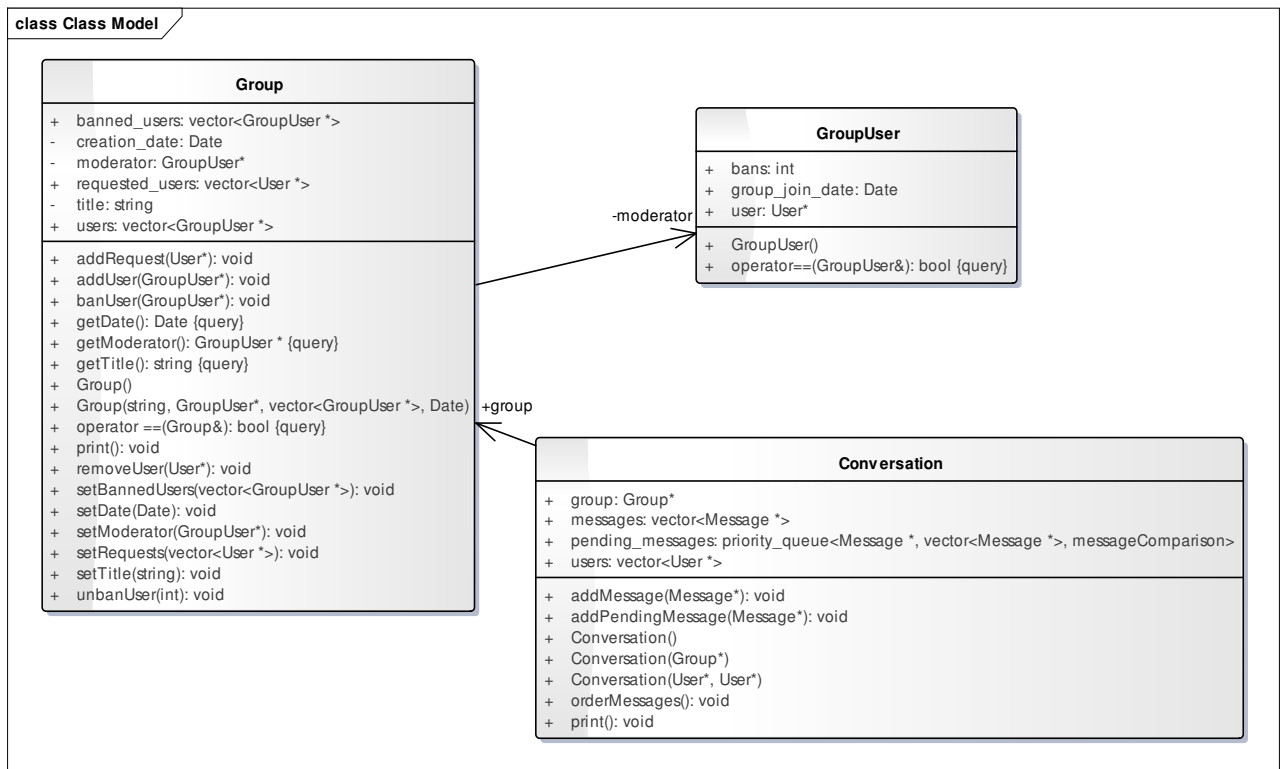 class Class Model
Group
+ banned_users: vector<GroupUser *>
- creation_date: Date
- moderator: GroupUser*
+ requested_users: vector<User *>
- title: string
+ users: vector<GroupUser *>
+ addRequest(User*): void
+ addUser(GroupUser*): void
+ banUser(GroupUser*): void
+ getDate(): Date {query}
+ getModerator(): GroupUser * {query}
+ getTitle(): string {query}
+ Group()
+ Group(string, GroupUser*, vector<GroupUser *>, Date)
+ operator ==(Group&): bool {query}
+ print(): void
+ removeUser(User*): void
+ setBannedUsers(vector<GroupUser *>): void
+ setDate(Date): void
+ setModerator(GroupUser*): void
+ setRequests(vector<User *>): void
+ setTitle(string): void
+ unbanUser(int): void
-moderator
GroupUser
+ bans: int
+ group_join_date: Date
+ user: User*
+ GroupUser()
+ operator==(GroupUser&): bool {query}
+group
Conversation
+ group: Group*
+ messages: vector<Message *>
+ pending_messages: priority_queue<Message *, vector<Message *>, messageComparison>
+ users: vector<User *>
+ addMessage(Message*): void
+ addPendingMessage(Message*): void
+ Conversation()
+ Conversation(Group*)
+ Conversation(User*, User*)
+ orderMessages(): void
+ print(): void